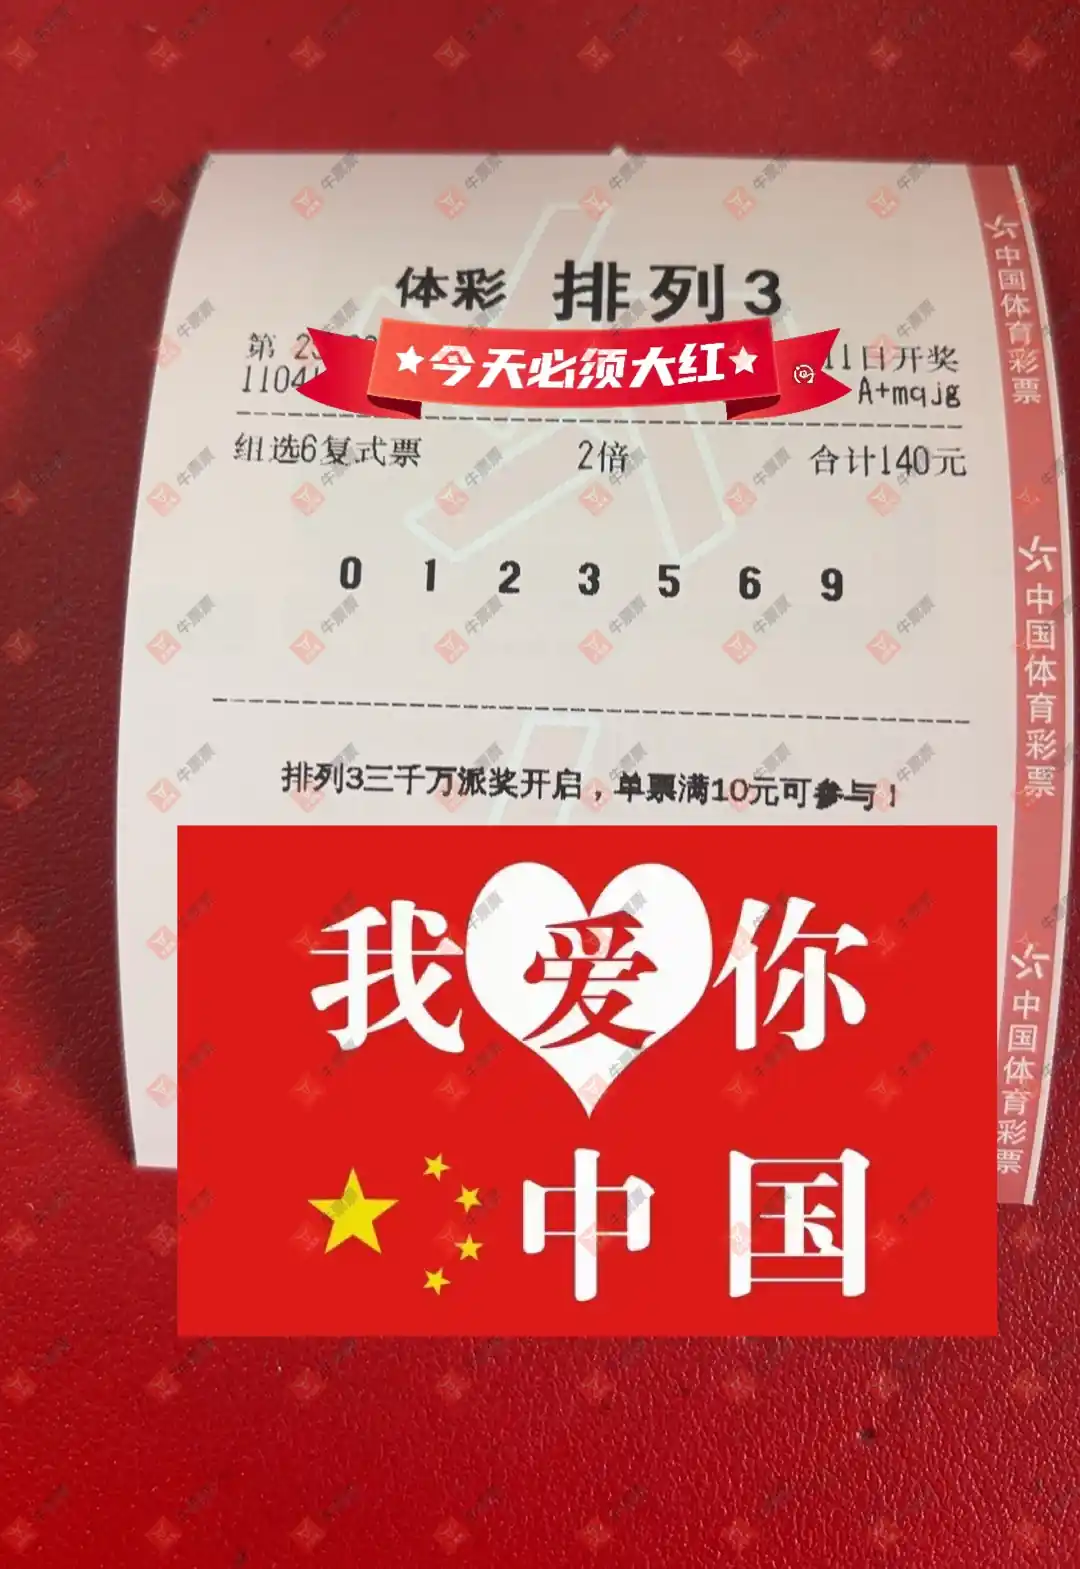 体彩 排列3
第 23
11日开奖
★今天必须大红★
1104
A+mqjg
组选6复式票 2倍 合计140元
0 1 2 3 5 6 9
排列3三千万派奖开启，单票满10元可参与！
我爱你
中国
中国体育彩票
中国体育彩票
中国体育彩票
牛票票